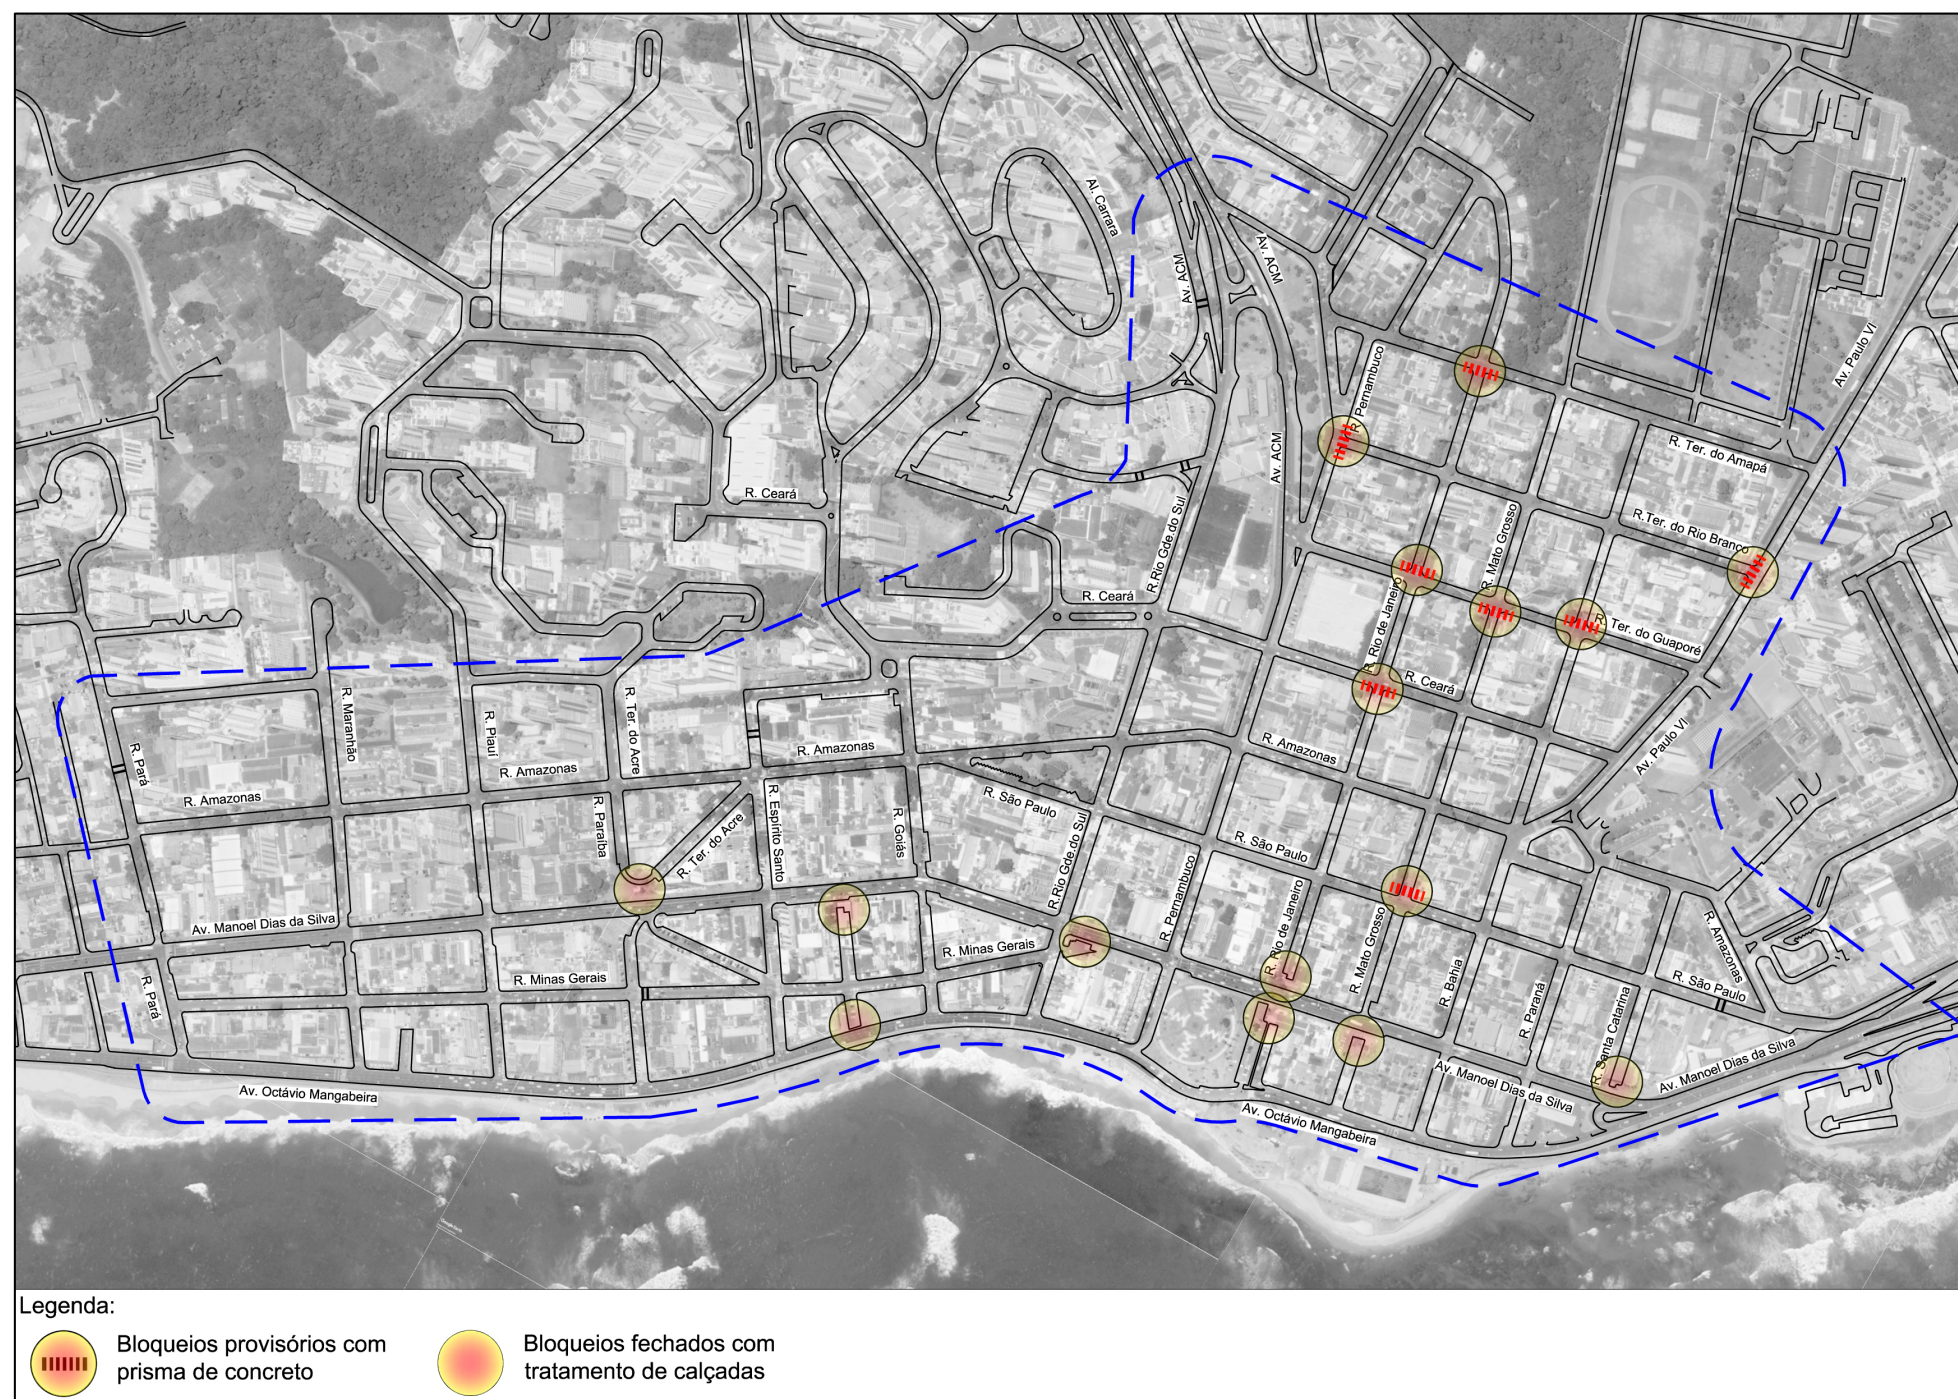 Al. Carrara
Av. ACM
Av. ACM
Av. ACM
Av. Paulo VI
R. Pernambuco
R. Ter. do Amapá
R. Ceará
R.Rio Gde.do Sul
R. Mato Grosso
R.Ter. do Rio Branco
R. Ceará
R. Rio de Janeiro
R. Ter. do Guaporé
R. Ceará
R. Pará
R. Maranhão
R. Piauí
R. Ter. do Acre
R. Amazonas
R. Amazonas
R. Amazonas
R. Amazonas
Av. Paulo VI
R. Paraíba
R. Ter. do Acre
R. Espírito Santo
R. Goiás
R. São Paulo
R.Rio Gde.do Sul
R. São Paulo
R. Pernambuco
R. Rio de Janeiro
R. Mato Grosso
Av. Manoel Dias da Silva
R. Minas Gerais
R. Minas Gerais
R. Pará
R. Bahia
R. Paraná
R. Santa Catarina
R. Amazonas
R. São Paulo
Av. Manoel Dias da Silva
Av. Manoel Dias da Silva
Av. Octávio Mangabeira
Av. Octávio Mangabeira
Legenda:
Bloqueios provisórios com
prisma de concreto
Bloqueios fechados com
tratamento de calçadas